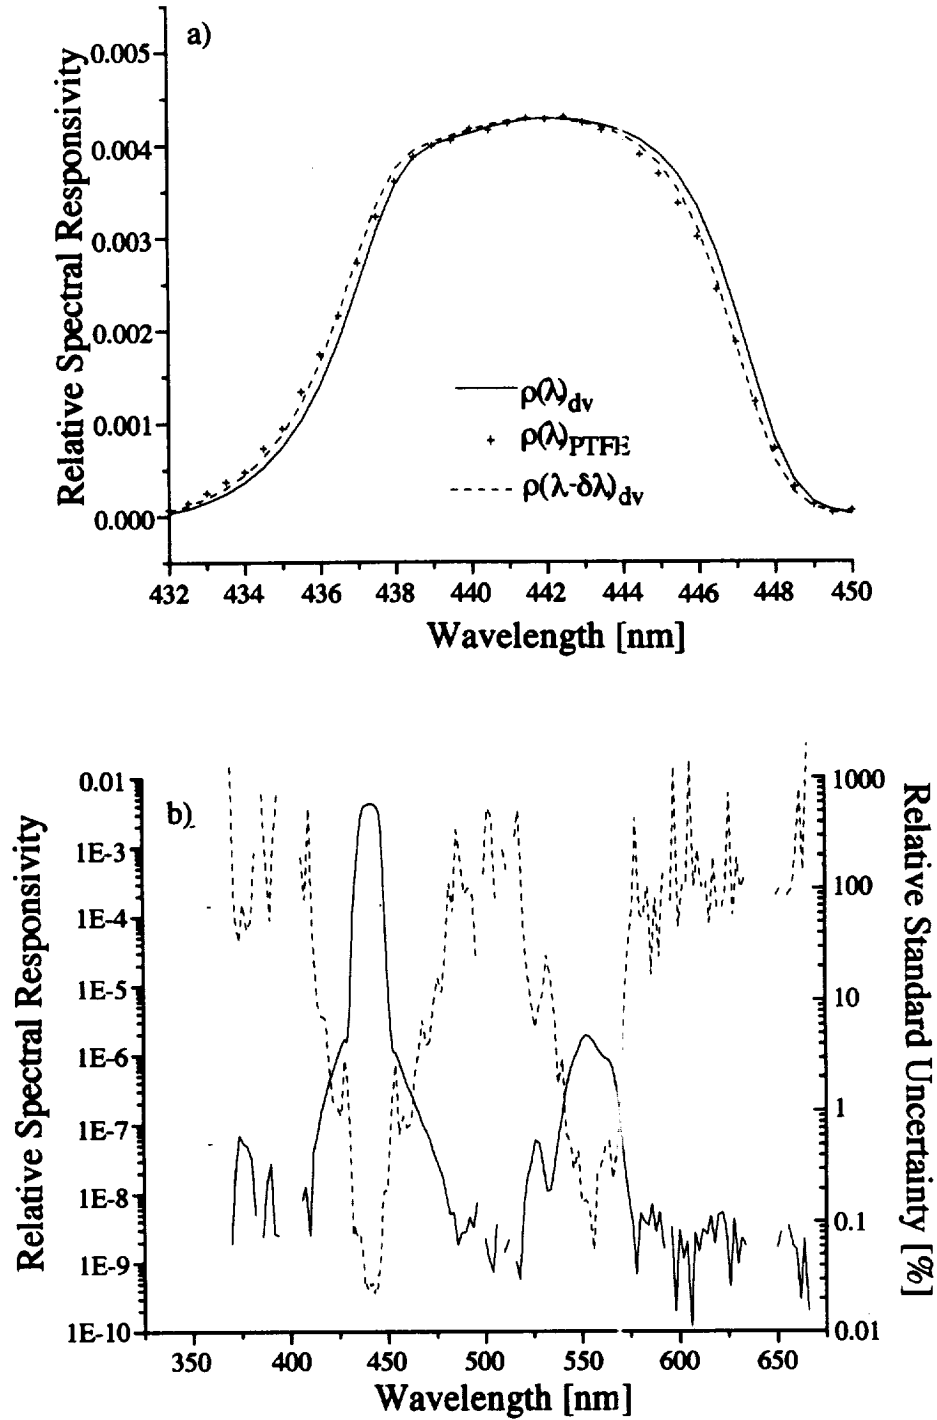 a)
Relative Spectral Responsivity
0.005
0.004
0.003
0.002
0.001
0.000
ρ(λ)dv
ρ(λ)PTFE
ρ(λ-δλ)dv
432 434 436 438 440 442 444 446 448 450
Wavelength [nm]
b)
Relative Spectral Responsivity
0.01
1E-3
1E-4
1E-5
1E-6
1E-7
1E-8
1E-9
1E-10
1000
100
10
1
0.1
0.01
Relative Standard Uncertainty [%]
350 400 450 500 550 600 650
Wavelength [nm]